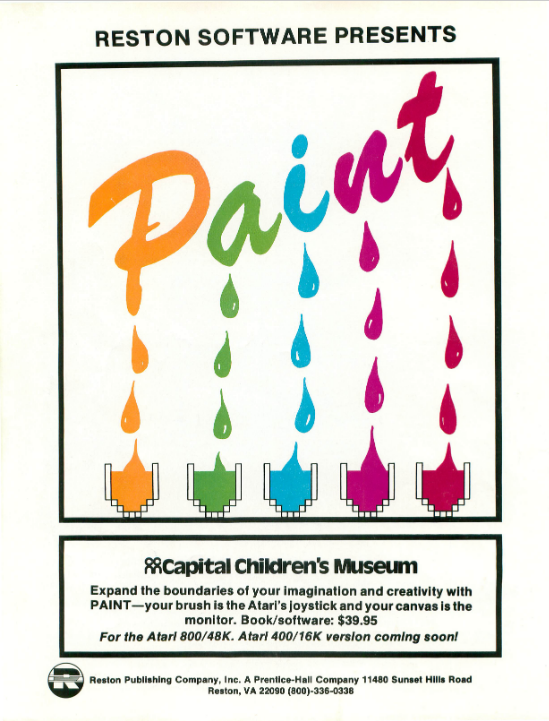 RESTON SOFTWARE PRESENTS
Paint
Capital Children's Museum
Expand the boundaries of your imagination and creativity with
PAINT—your brush is the Atari's joystick and your canvas is the
monitor. Book/software: $39.95
For the Atari 800/48K. Atari 400/16K version coming soon!
R
Reston Publishing Company, Inc. A Prentice-Hall Company 11480 Sunset Hills Road
Reston, VA 22090 (800)-336-0338